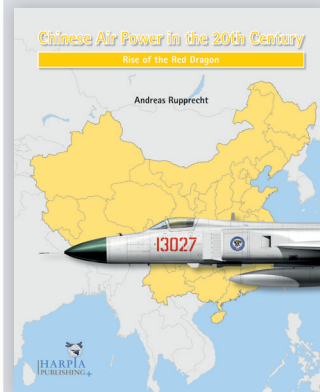 Chinese Air Power in the 20th Century
Rise of the Red Dragon
Andreas Rupprecht
13027
HARPIA
PUBLISHING+